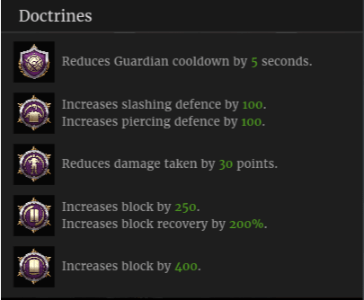 Doctrines
Reduces Guardian cooldown by 5 seconds.
Increases slashing defence by 100.
Increases piercing defence by 100.
Reduces damage taken by 30 points.
Increases block by 250.
Increases block recovery by 200%.
Increases block by 400.